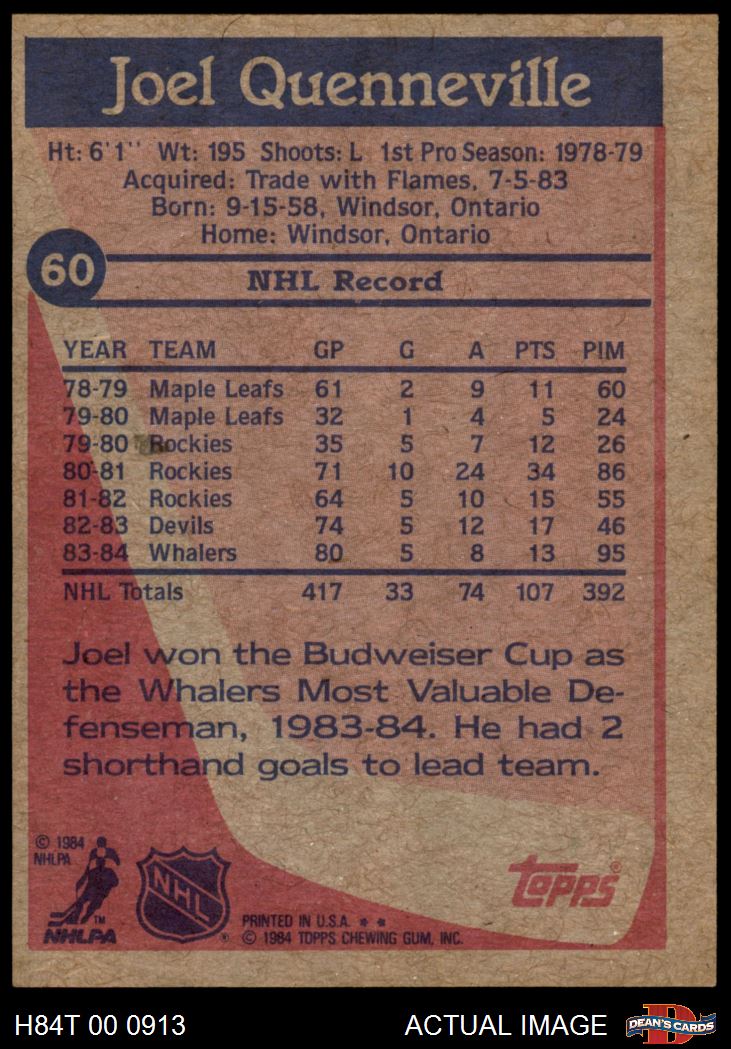 Joel Quenneville
Ht: 6'1'' Wt: 195 Shoots: L 1st Pro Season: 1978-79
Acquired: Trade with Flames, 7-5-83
Born: 9-15-58, Windsor, Ontario
Home: Windsor, Ontario
60
NHL Record
YEAR TEAM GP G A PTS PIM
78-79 Maple Leafs 61 2 9 11 60
79-80 Maple Leafs 32 1 4 5 24
79-80 Rockies 35 5 7 12 26
80-81 Rockies 71 10 24 34 86
81-82 Rockies 64 5 10 15 55
82-83 Devils 74 5 12 17 46
83-84 Whalers 80 5 8 13 95
NHL Totals 417 33 74 107 392
Joel won the Budweiser Cup as
the Whalers Most Valuable De-
fenseman, 1983-84. He had 2
shorthand goals to lead team.
© 1984
NHLPA
TM
NHLPA
NHL ®
topps®
PRINTED IN U.S.A. * *
© 1984 TOPPS CHEWING GUM, INC.
H84T 00 0913
ACTUAL IMAGE
D
DEAN'S CARDS